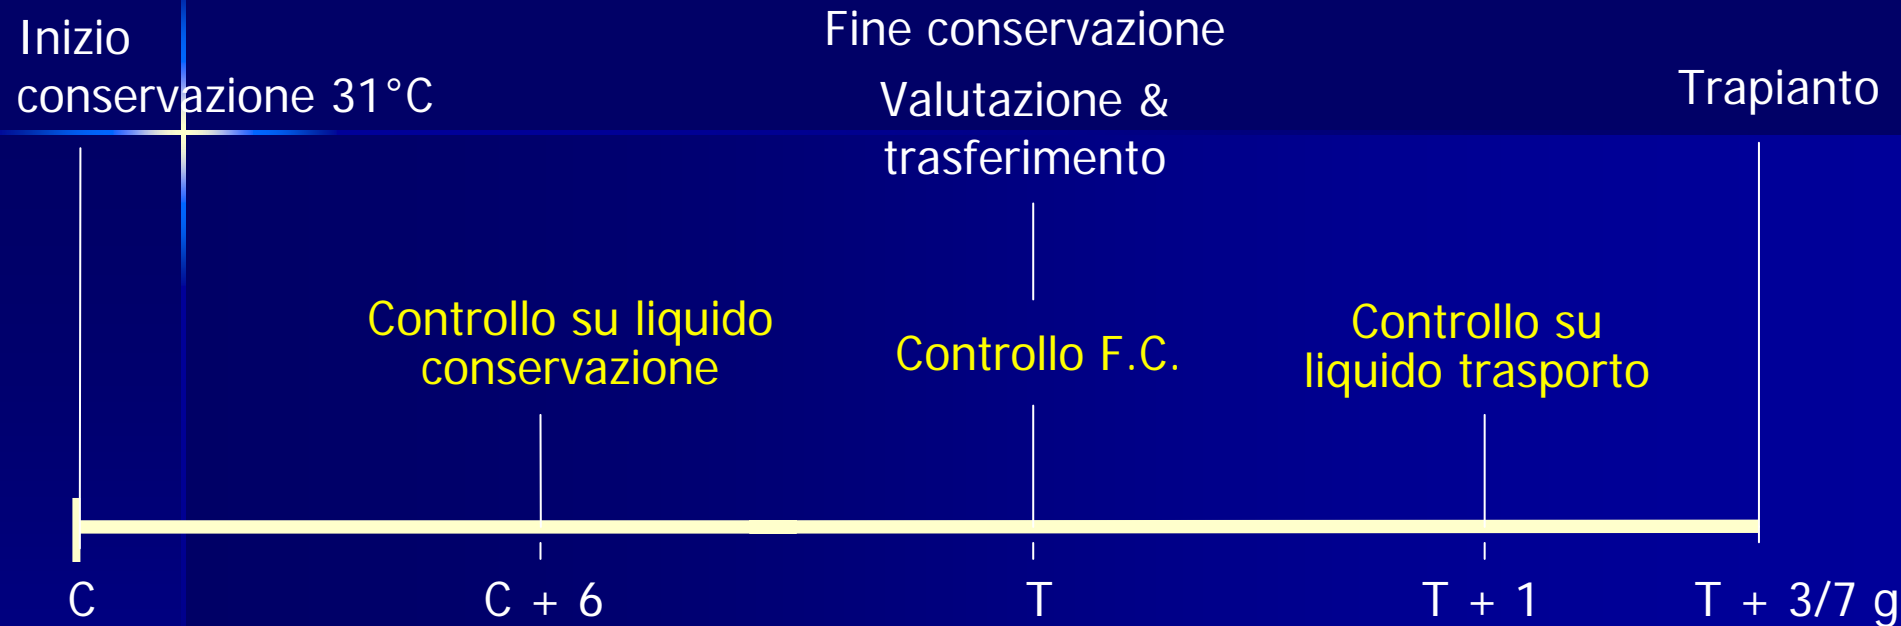 Inizio
conservazione 31°C
Fine conservazione
Valutazione &
trasferimento
Trapianto
Controllo su liquido
conservazione
Controllo F.C.
Controllo su
liquido trasporto
C
C + 6
T
T + 1
T + 3/7 g